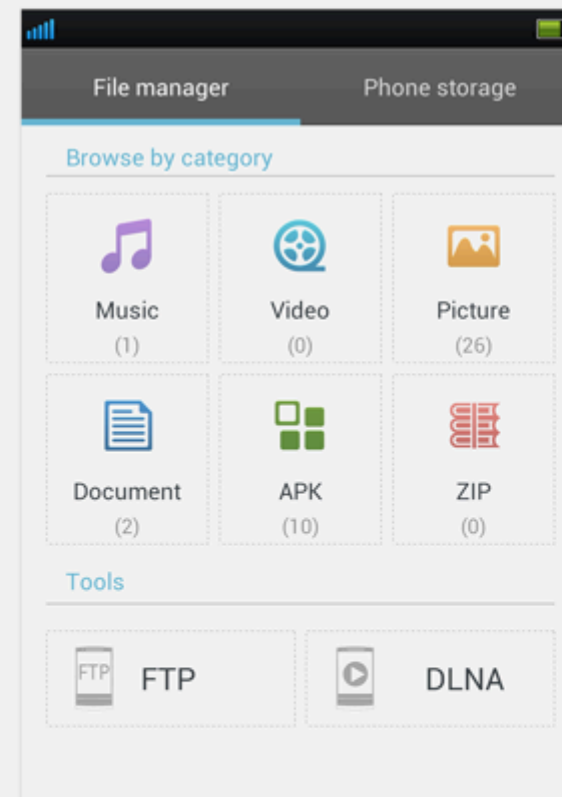 File manager Phone storage
Browse by category
Music Video Picture
(1) (0) (26)
Document APK ZIP
(2) (10) (0)
Tools
FTP FTP DLNA